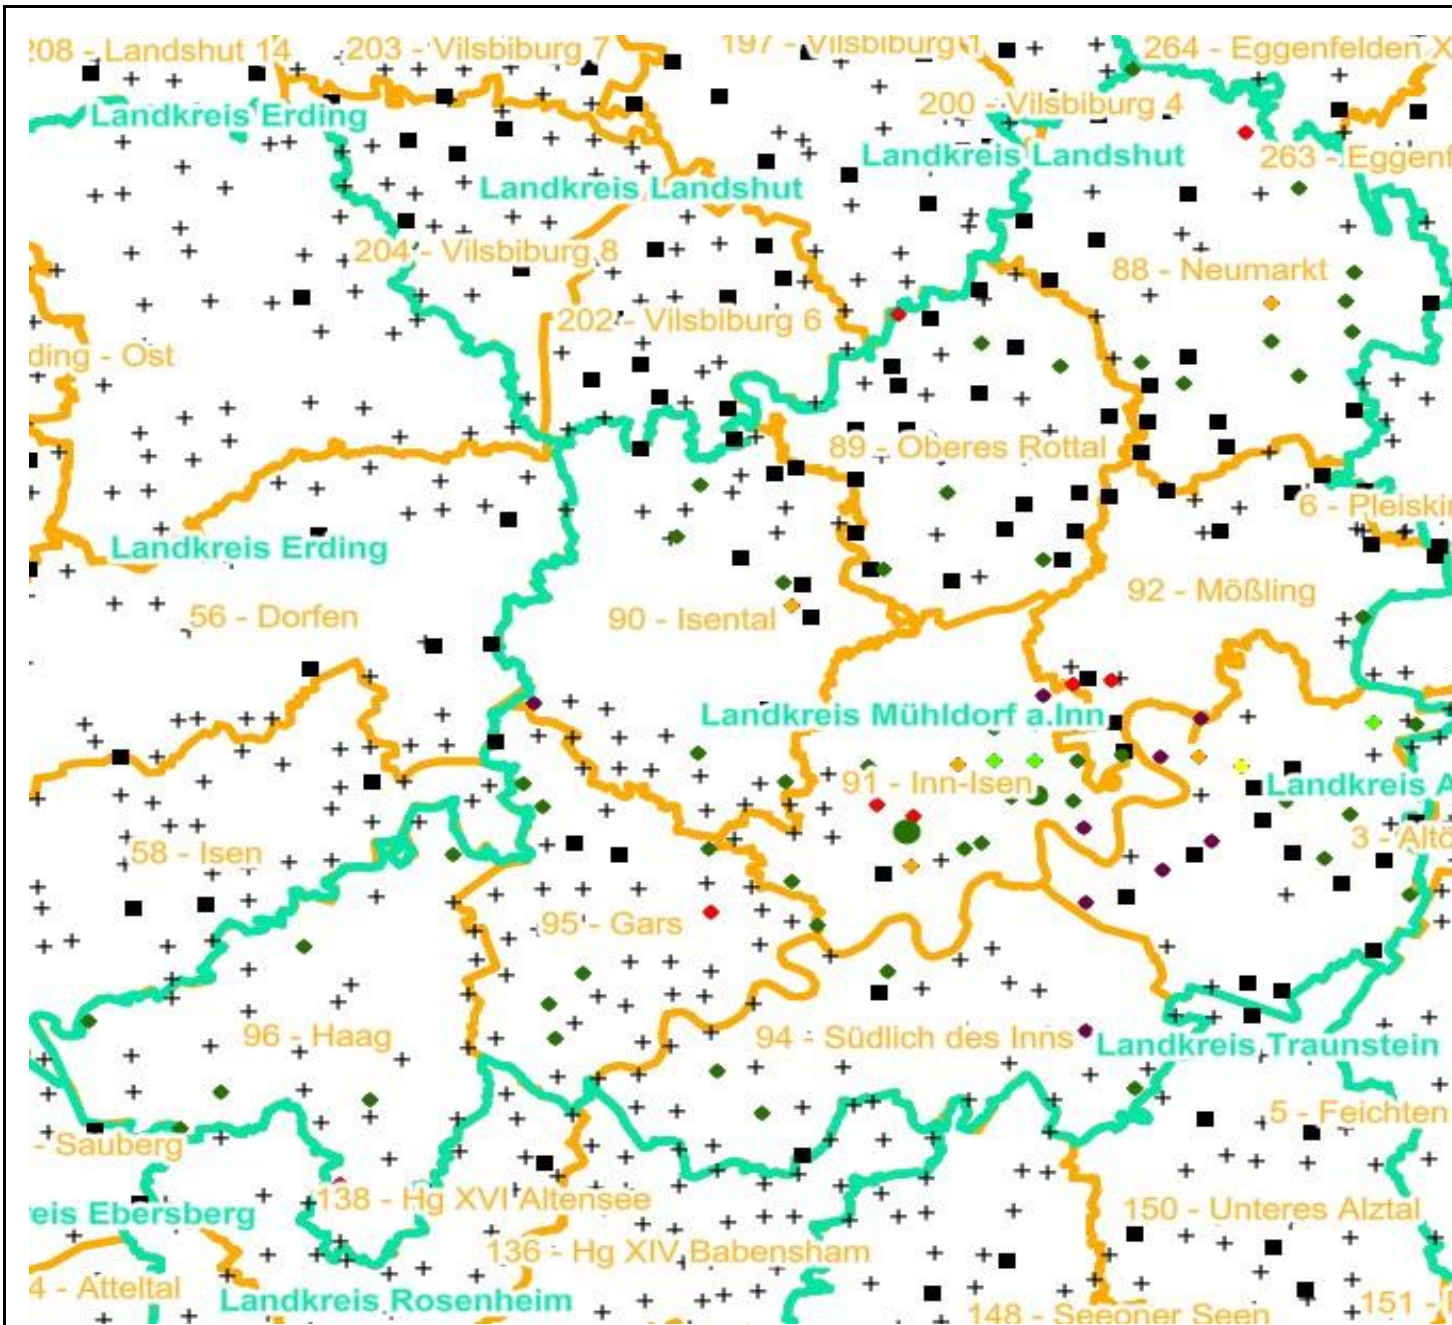 208 - Landshut 14
203 - Vilsbiburg 7
197 - Vilsbiburg 1
264 - Eggenfelden X
Landkreis Erding
200 - Vilsbiburg 4
Landkreis Landshut
263 - Eggenf
Landkreis Landshut
204 - Vilsbiburg 8
88 - Neumarkt
202 - Vilsbiburg 6
ding - Ost
89 - Oberes Rottal
6 - Pleiskir
Landkreis Erding
56 - Dorfen
90 - Isental
92 - Mößling
Landkreis Mühldorf a.Inn
91 - Inn-Isen
Landkreis A
58 - Isen
3 - Altö
95 - Gars
96 - Haag
94 - Südlich des Inns
Landkreis Traunstein
5 - Feichten
- Sauberg
138 - Hg XVI Altensee
150 - Unteres Alztal
eis Ebersberg
136 - Hg XIV Babensham
4 - Atteltal
Landkreis Rosenheim
148 - Seeoner Seen
151 -